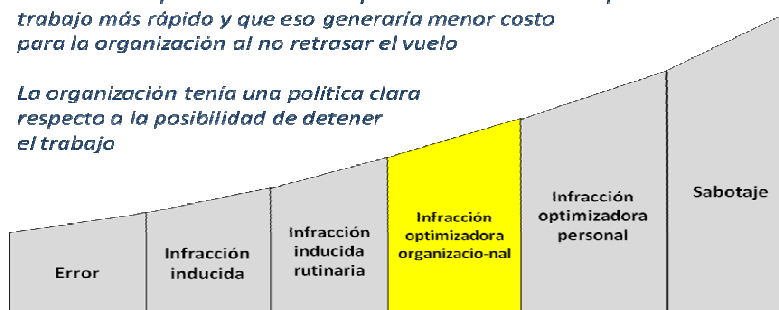 trabajo más rápido y que eso generaría menor costo
para la organización al no retrasar el vuelo
La organización tenía una política clara
respecto a la posibilidad de detener
el trabajo
Error
Infracción
inducida
Infracción
inducida
rutinaria
Infracción
optimizadora
organizacio-nal
Infracción
optimizadora
personal
Sabotaje